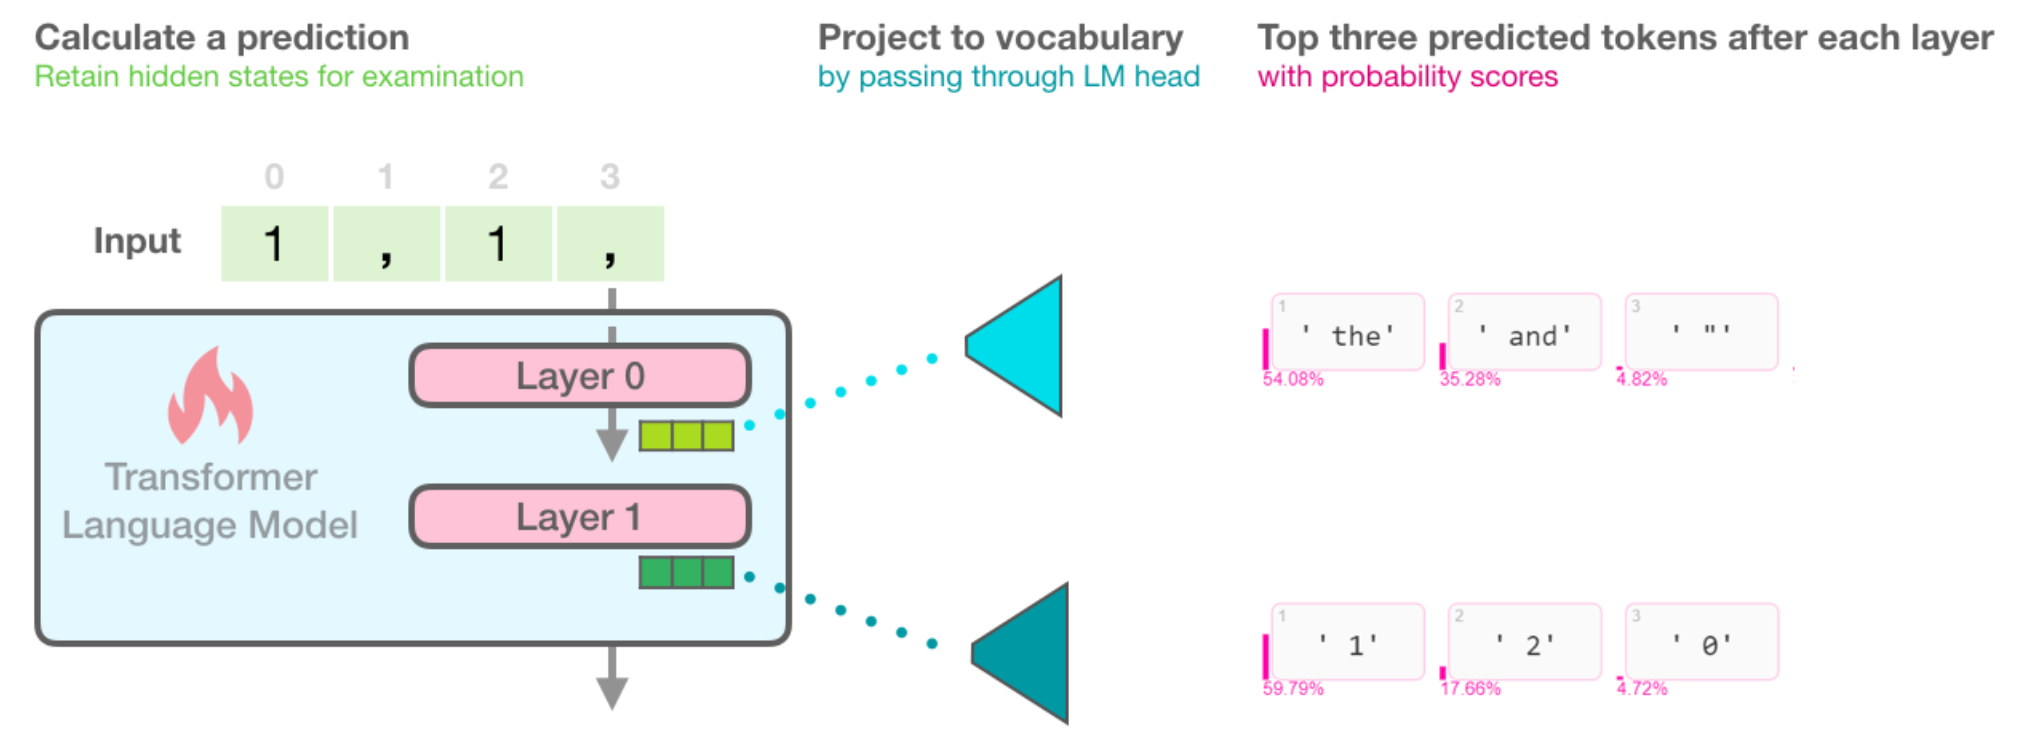 Calculate a prediction
Retain hidden states for examination
Project to vocabulary
by passing through LM head
Top three predicted tokens after each layer
with probability scores
0 1 2 3
Input 1 , 1 ,
Layer 0
Transformer
Language Model
Layer 1
1 ' the' 2 ' and' 3 ' "'
54.08% 35.28% 4.82%
1 ' 1' 2 ' 2' 3 ' 0'
59.79% 17.66% 4.72%